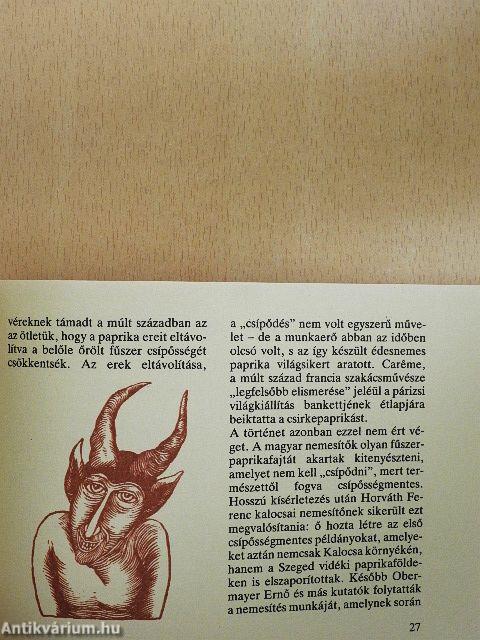 véreknek támadt a múlt században az
az ötletük, hogy a paprika ereit eltávo-
lítva a belőle őrölt fűszer csípősségét
csökkentsék. Az erek eltávolítása,
a „csípődés” nem volt egyszerű műve-
let – de a munkaerő abban az időben
olcsó volt, s az így készült édesnemes
paprika világsikert aratott. Carême,
a múlt század francia szakácsművésze
„legfelsőbb elismerése” jeléül a párizsi
világkiállítás bankettjének étlapjára
beiktatta a csirkepaprikást.
A történet azonban ezzel nem ért vé-
get. A magyar nemesítők olyan fűszer-
paprikafajtát akartak kitenyészteni,
amelyet nem kell „csípődni”, mert ter-
mészettől fogva csípősségmentes.
Hosszú kísérletezés után Horváth Fe-
renc kalocsai nemesítőnek sikerült ezt
megvalósítania: ő hozta létre az első
csípősségmentes példányokat, amelye-
ket aztán nemcsak Kalocsa környékén,
hanem a Szeged vidéki paprikafölde-
ken is elszaporítottak. Később Ober-
mayer Ernő és más kutatók folytatták
a nemesítés munkáját, amelynek során
27
Antikvárium.hu